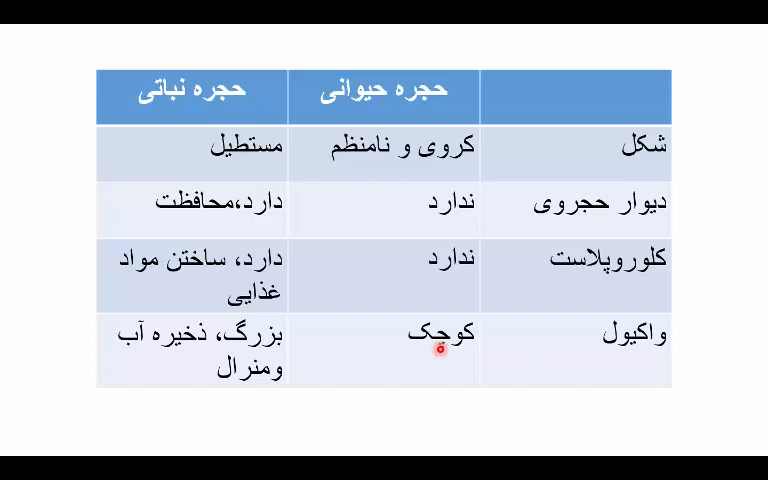 حجره حیوانی
حجره نباتی
شکل
کروی و نامنظم
مستطیل
دیوار حجروی
ندارد
دارد،محافظت
کلوروپلاست
ندارد
دارد، ساختن مواد
غذایی
واکیول
کوچک
بزرگ، ذخیره آب
ومنرال